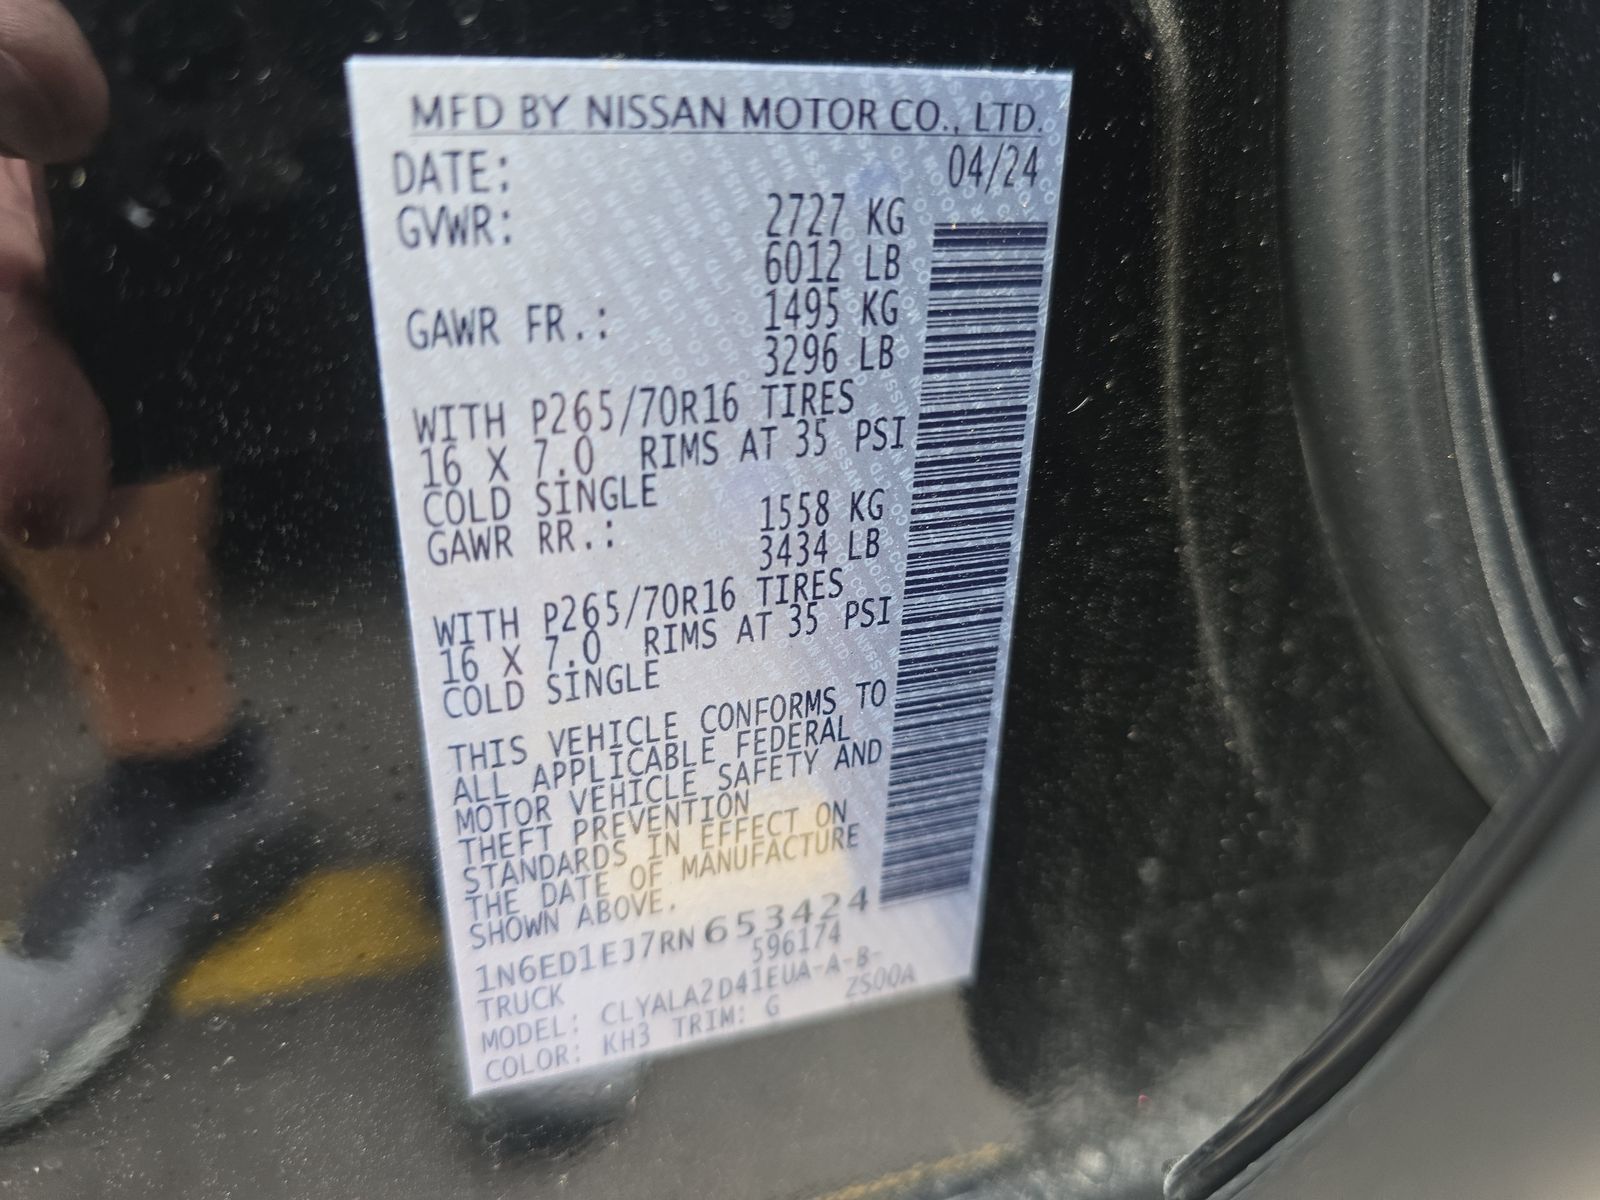 MFD BY NISSAN MOTOR CO., LTD.
DATE: 04/24
GVWR: 2727 KG
6012 LB
GAWR FR.: 1495 KG
3296 LB
WITH P265/70R16 TIRES
16 X 7.0 RIMS AT 35 PSI
COLD SINGLE
GAWR RR.: 1558 KG
3434 LB
WITH P265/70R16 TIRES
16 X 7.0 RIMS AT 35 PSI
COLD SINGLE
THIS VEHICLE CONFORMS TO
ALL APPLICABLE FEDERAL
MOTOR VEHICLE SAFETY AND
THEFT PREVENTION
STANDARDS IN EFFECT ON
THE DATE OF MANUFACTURE
SHOWN ABOVE.
1N6ED1EJ7RN653424
TRUCK 596174
MODEL: CLYALA2D41EUA-A-B-
COLOR: KH3 TRIM: G ZS00A